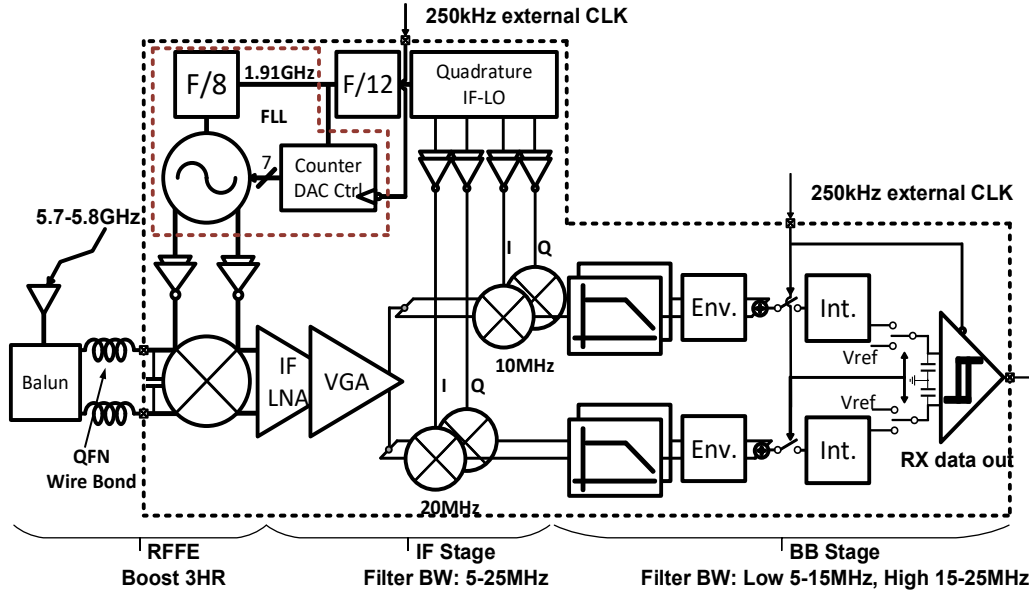 250kHz external CLK
F/8
1.91GHz
F/12
Quadrature
IF-LO
FLL
7
Counter
DAC Ctrl
250kHz external CLK
5.7-5.8GHz
I
Q
Env.
Int.
10MHz
Balun
IF
LNA
VGA
Vref
I
Q
Vref
QFN
Wire Bond
Env.
Int.
RX data out
20MHz
RFFE
IF Stage
BB Stage
Boost 3HR
Filter BW: 5-25MHz
Filter BW: Low 5-15MHz, High 15-25MHz